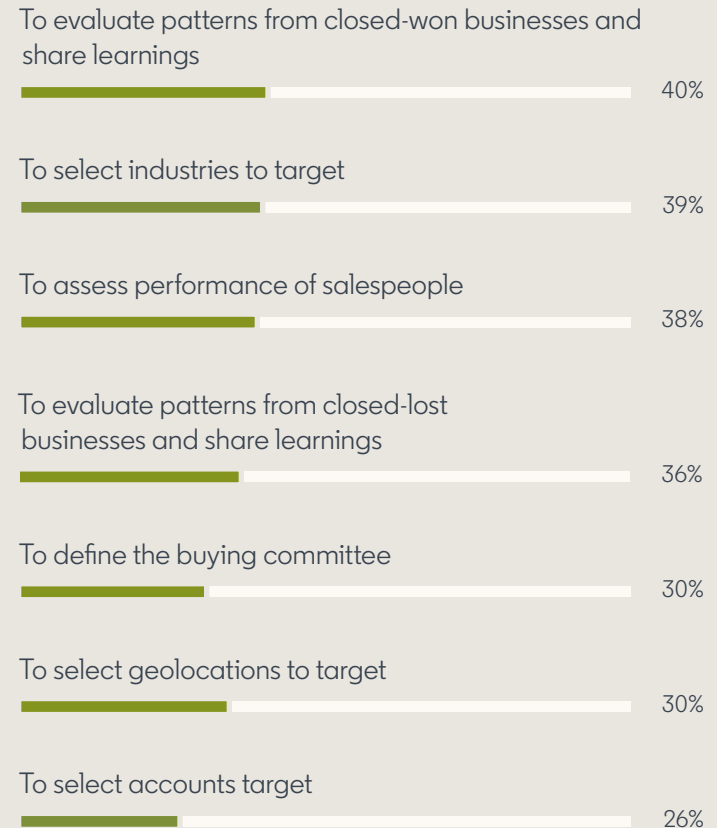 To evaluate patterns from closed-won businesses and
share learnings
40%
To select industries to target
39%
To assess performance of salespeople
38%
To evaluate patterns from closed-lost
businesses and share learnings
36%
To define the buying committee
30%
To select geolocations to target
30%
To select accounts target
26%